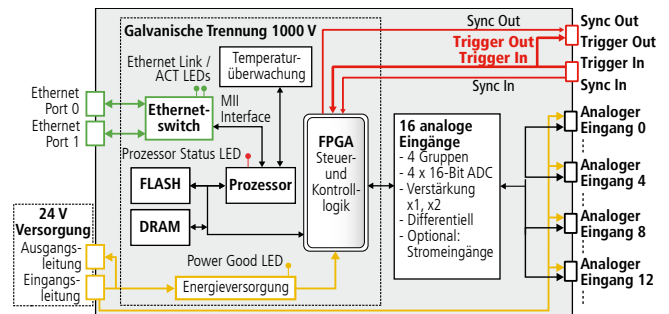 Galvanische Trennung 1000 V
Ethernet Link /
ACT LEDs
Temperatur-
überwachung
Ethernet
Port 0
Ethernet
Port 1
Ethernet-
switch
MII
Interface
Prozessor Status LED
FLASH
Prozessor
DRAM
FPGA
Steuer-
und
Kontroll-
logik
24 V
Versorgung
Ausgangs-
leitung
Eingangs-
leitung
Power Good LED
Energieversorgung
Sync Out
Trigger Out
Trigger In
Sync In
16 analoge
Eingänge
- 4 Gruppen
- 4 x 16-Bit ADC
- Verstärkung
x1, x2
- Differentiell
- Optional:
Stromeingänge
Sync Out
Trigger Out
Trigger In
Sync In
Analoger
Eingang 0
Analoger
Eingang 4
Analoger
Eingang 8
Analoger
Eingang 12